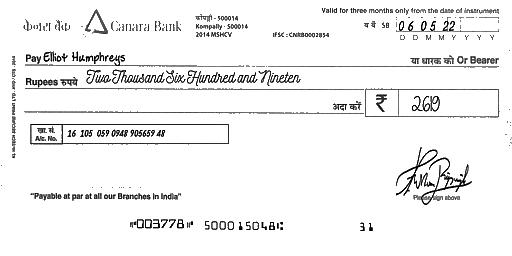 Valid for three months only from the date of instrument
केनरा बैंक Canara Bank
कोंपल्ली - 500014
Kompally - 500014
2014 MSHCV
IFSC : CNRB0002854
SB 06 05 22
D D M M Y Y Y Y
Pay Elliot Humphreys
या धारक को Or Bearer
Rupees रुपये Two Thousand Six Hundred and Nineten
अदा करें ₹ 2619
खा. सं.
A/c. No. 16 105 059 0948 905659 48
Please sign above
"Payable at par at all our Branches in India"
⑈003778⑈ 500015048⑆ 31